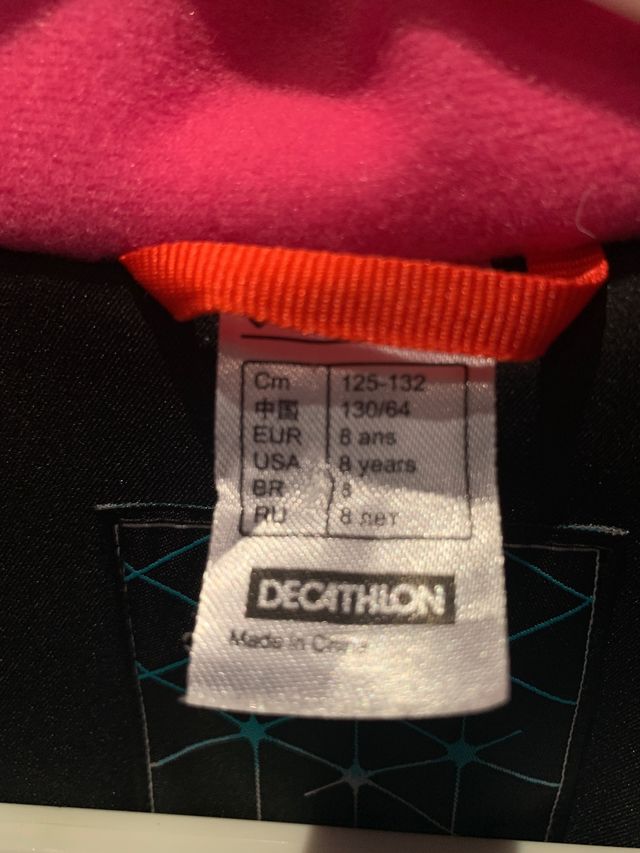 Cm 125-132
中国 130/64
EUR 8 ans
USA 8 years
BR 8
RU 8 лет
DECATHLON
Made in China